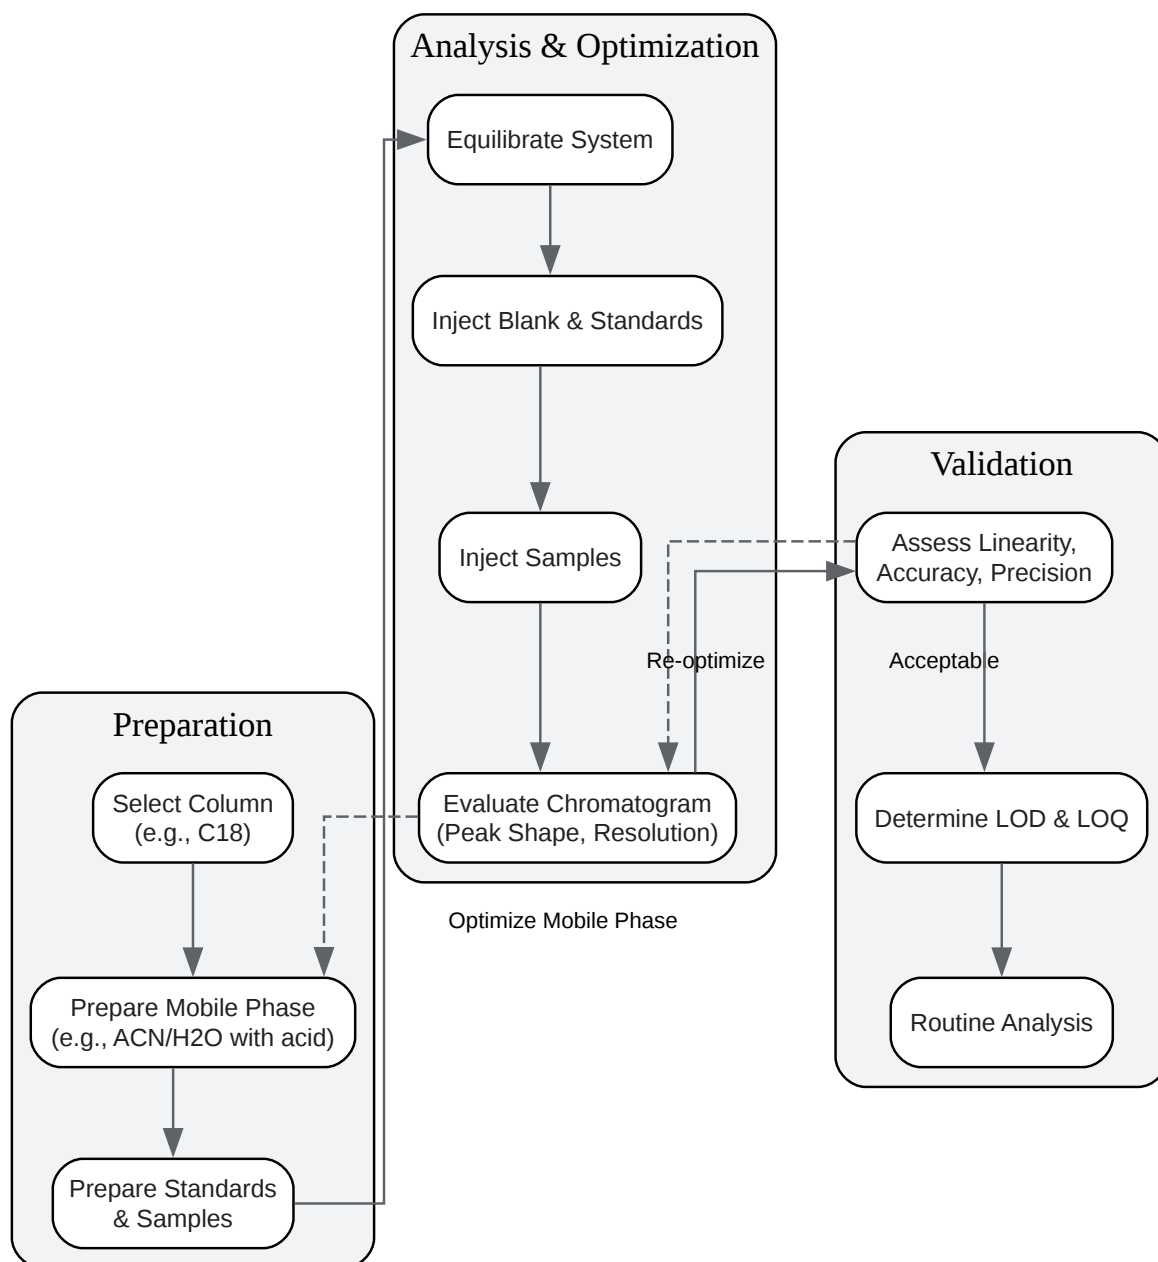 Analysis & Optimization
Equilibrate System
Inject Blank & Standards
Inject Samples
Re-optimize
Evaluate Chromatogram
(Peak Shape, Resolution)
Optimize Mobile Phase
Validation
Assess Linearity,
Accuracy, Precision
Acceptable
Determine LOD & LOQ
Routine Analysis
Preparation
Select Column
(e.g., C18)
Prepare Mobile Phase
(e.g., ACN/H2O with acid)
Prepare Standards
& Samples